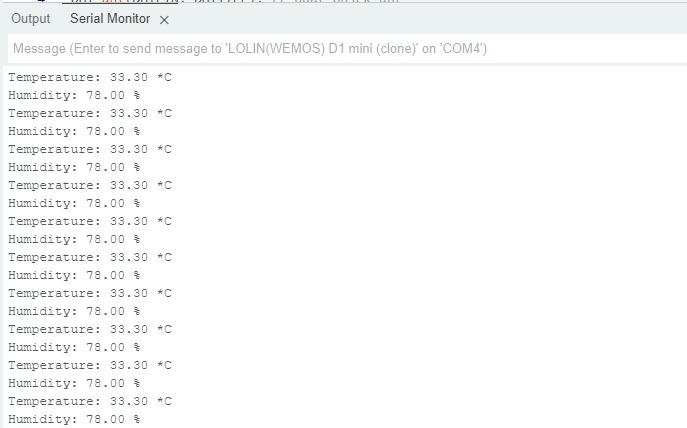 Output Serial Monitor
Message (Enter to send message to 'LOLIN(WEMOS) D1 mini (clone)' on 'COM4')
Temperature: 33.30 *C
Humidity: 78.00 %
Temperature: 33.30 *C
Humidity: 78.00 %
Temperature: 33.30 *C
Humidity: 78.00 %
Temperature: 33.30 *C
Humidity: 78.00 %
Temperature: 33.30 *C
Humidity: 78.00 %
Temperature: 33.30 *C
Humidity: 78.00 %
Temperature: 33.30 *C
Humidity: 78.00 %
Temperature: 33.30 *C
Humidity: 78.00 %
Temperature: 33.30 *C
Humidity: 78.00 %
Temperature: 33.30 *C
Humidity: 78.00 %